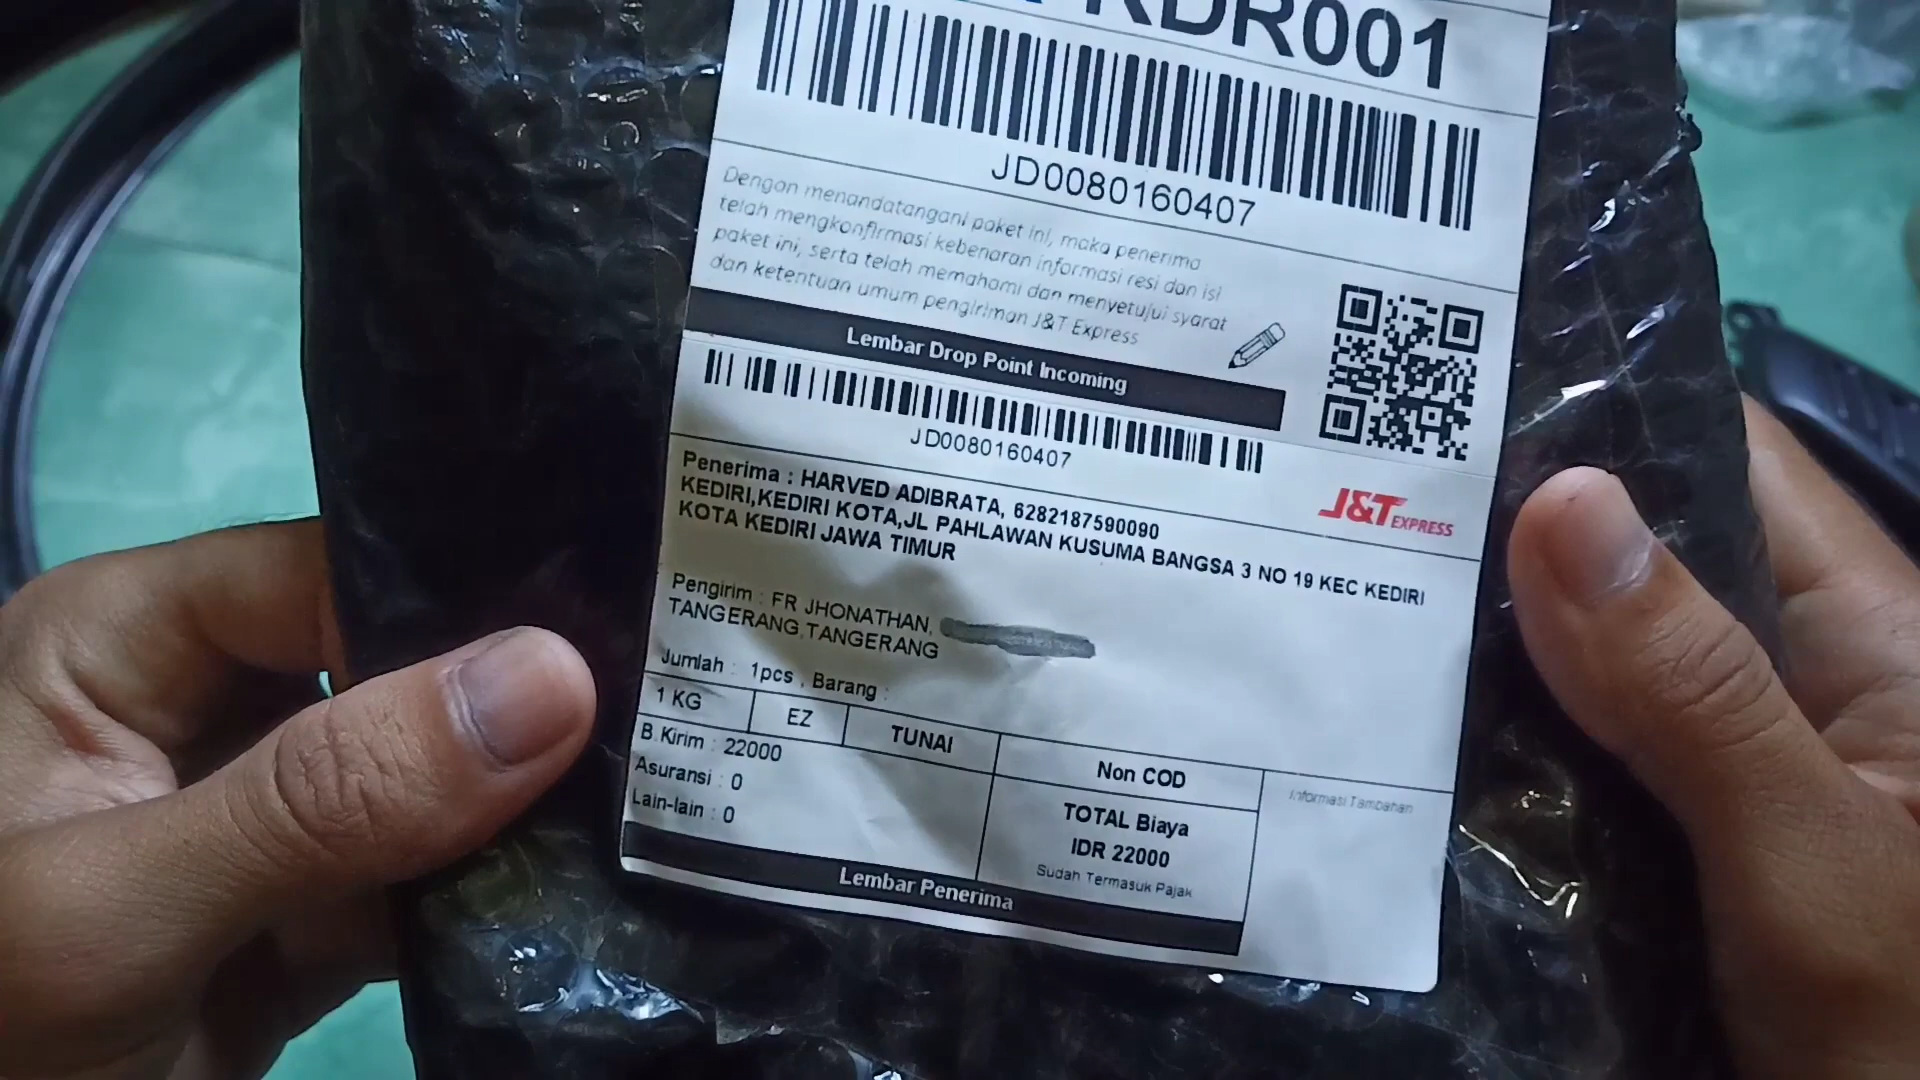 KDR001
JD0080160407
Dengan menandatangani paket ini, maka penerima
telah mengkonfirmasi kebenaran informasi resi dan isi
paket ini, serta telah memahami dan menyetujui syarat
dan ketentuan umum pengiriman J&T Express
Lembar Drop Point Incoming
JD0080160407
J&T EXPRESS
Penerima : HARVED ADIBRATA, 6282187590090
KEDIRI,KEDIRI KOTA,JL PAHLAWAN KUSUMA BANGSA 3 NO 19 KEC KEDIRI
KOTA KEDIRI JAWA TIMUR
Pengirim : FR JHONATHAN,
TANGERANG,TANGERANG
Jumlah : 1pcs , Barang :
1 KG EZ TUNAI Non COD
B.Kirim : 22000
Asuransi : 0
Lain-lain : 0
TOTAL Biaya
IDR 22000
Sudah Termasuk Pajak
Informasi Tambahan
Lembar Penerima